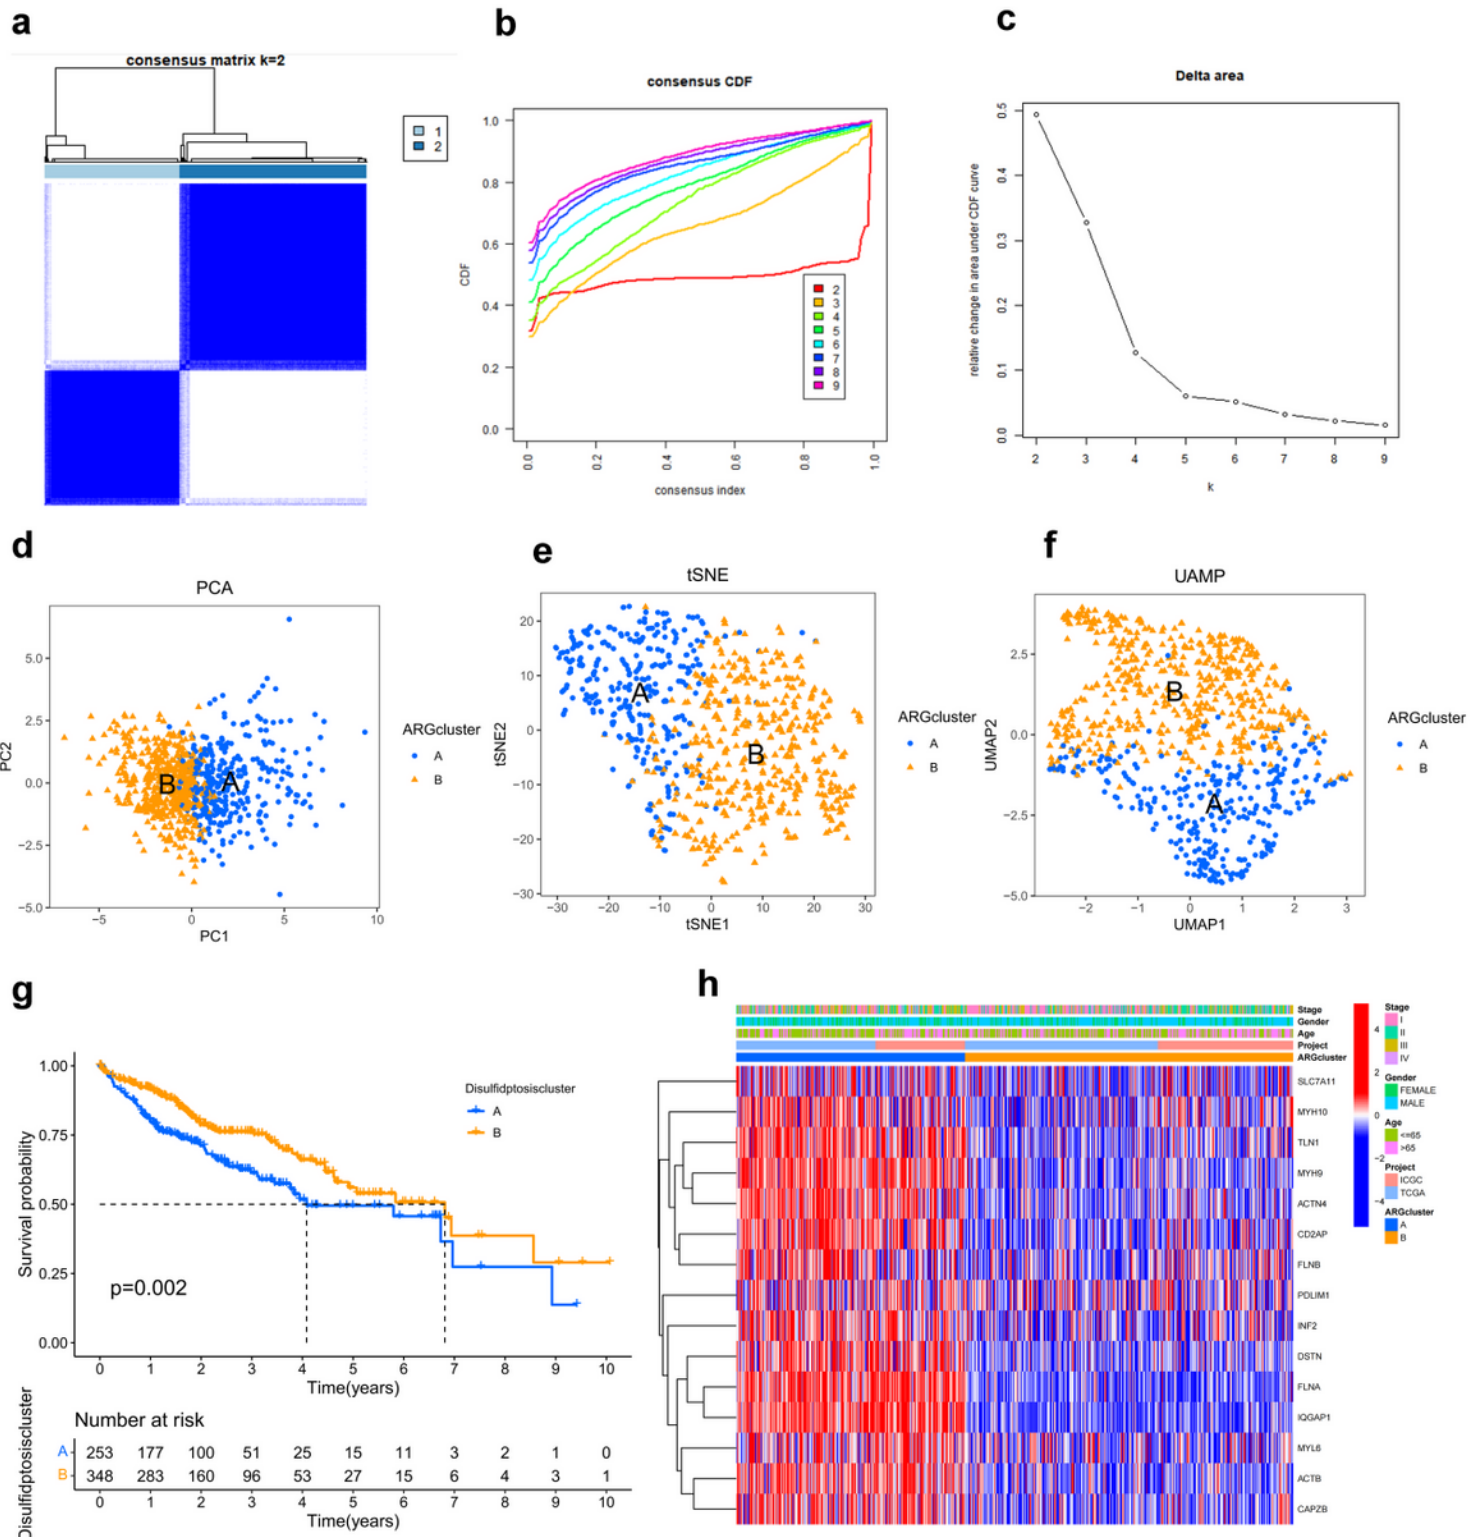 a
consensus matrix k=2
1
2
b
consensus CDF
CDF
1.0
0.8
0.6
0.4
0.2
0.0
2
3
4
5
6
7
8
9
0.0 0.2 0.4 0.6 0.8 1.0
consensus index
c
Delta area
relative change in area under CDF curve
0.5
0.4
0.3
0.2
0.1
0.0
2 3 4 5 6 7 8 9
k
d
PCA
PC2
5.0
2.5
0.0
−2.5
−5.0
B A
−5 0 5 10
PC1
ARGcluster
A
B
e
tSNE
tSNE2
20
10
0
−10
−20
−30
A
B
−30 −20 −10 0 10 20 30
tSNE1
ARGcluster
A
B
f
UAMP
UMAP2
2.5
0.0
−2.5
−5.0
B
A
−2 −1 0 1 2 3
UMAP1
ARGcluster
A
B
g
Survival probability
1.00
0.75
0.50
0.25
0.00
Disulfidptosiscluster
A
B
p=0.002
0 1 2 3 4 5 6 7 8 9 10
Time(years)
Disulfidptosiscluster
Number at risk
A 253 177 100 51 25 15 11 3 2 1 0
B 348 283 160 96 53 27 15 6 4 3 1
0 1 2 3 4 5 6 7 8 9 10
Time(years)
h
Stage
Gender
Age
Project
ARGcluster
SLC7A11
MYH10
TLN1
MYH9
ACTN4
CD2AP
FLNB
PDLIM1
INF2
DSTN
FLNA
IQGAP1
MYL6
ACTB
CAPZB
4
2
0
−2
−4
Stage
I
II
III
IV
Gender
FEMALE
MALE
Age
<=65
>65
Project
ICGC
TCGA
ARGcluster
A
B